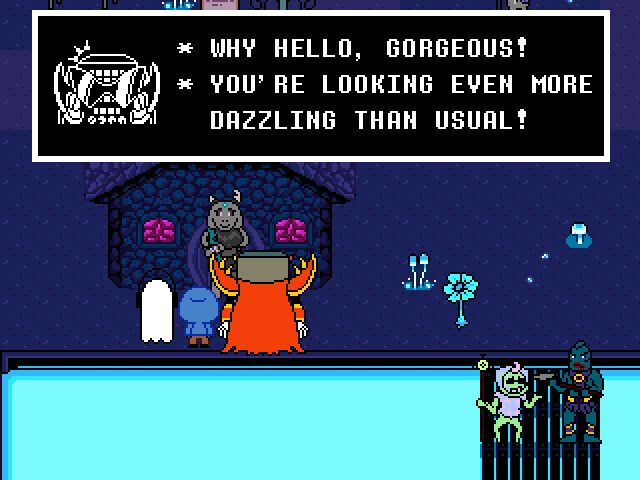 * WHY HELLO, GORGEOUS!
* YOU'RE LOOKING EVEN MORE
DAZZLING THAN USUAL!